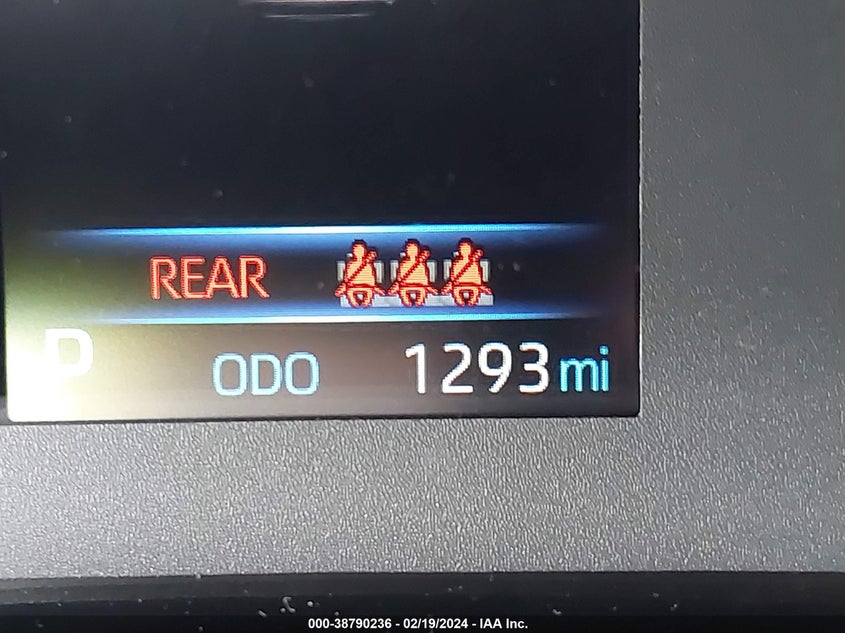 REAR
P
ODO 1293 mi
000-38790236 - 02/19/2024 - IAA Inc.